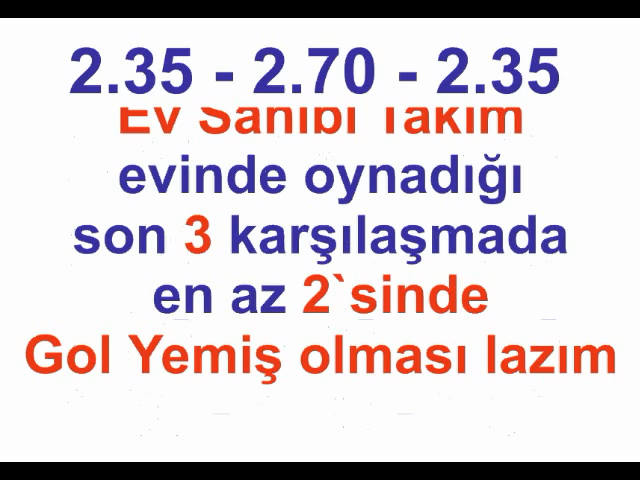 2.35 - 2.70 - 2.35
Ev Sahibi Takım
evinde oynadığı
son 3 karşılaşmada
en az 2`sinde
Gol Yemiş olması lazım